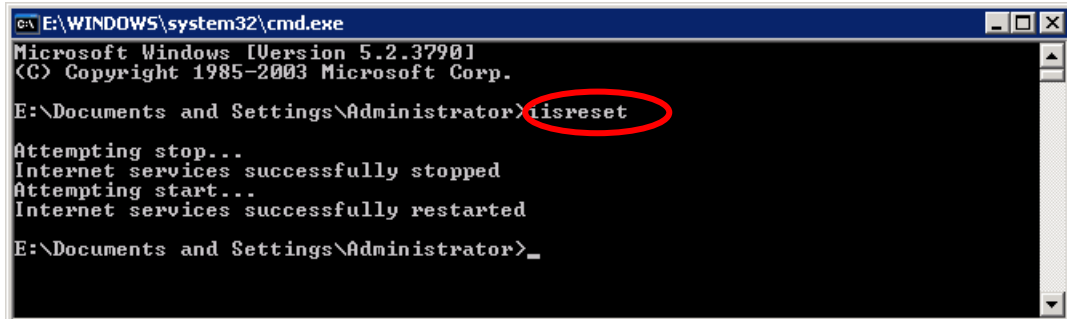 E:\WINDOWS\system32\cmd.exe
Microsoft Windows [Version 5.2.3790]
(C) Copyright 1985-2003 Microsoft Corp.
E:\Documents and Settings\Administrator>iisreset
Attempting stop...
Internet services successfully stopped
Attempting start...
Internet services successfully restarted
E:\Documents and Settings\Administrator>_